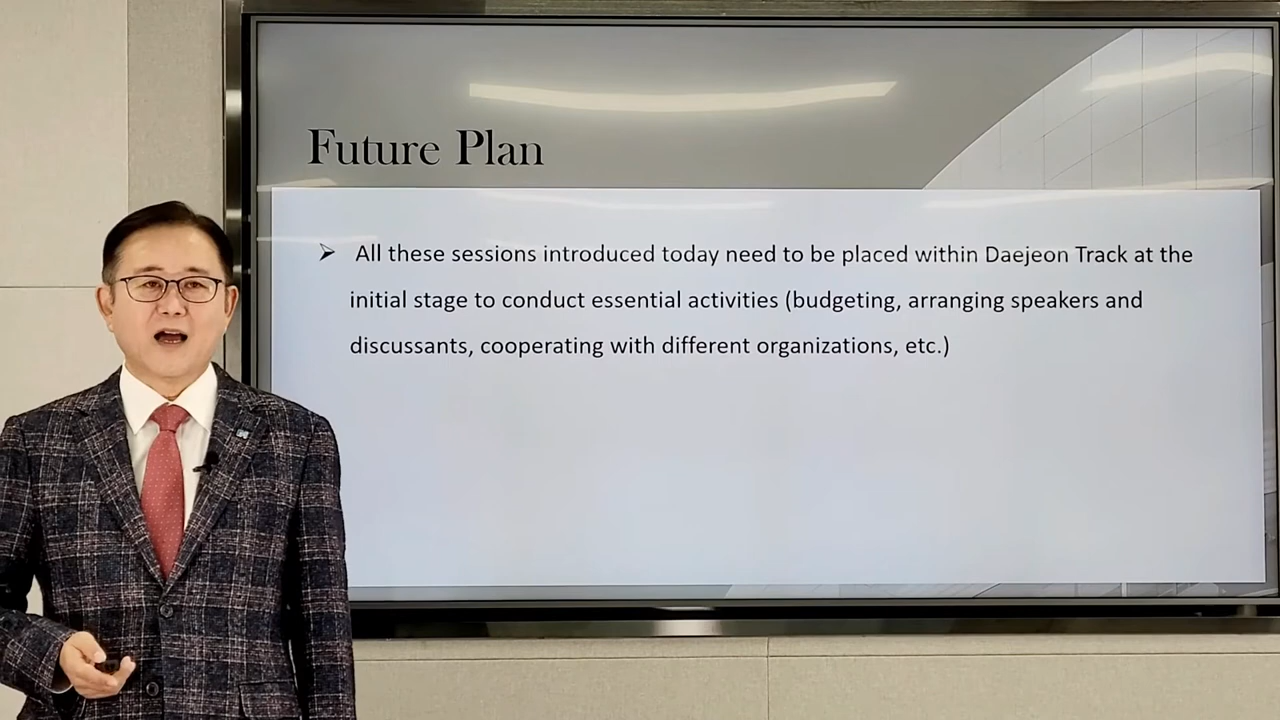 Future Plan
➢ All these sessions introduced today need to be placed within Daejeon Track at the
initial stage to conduct essential activities (budgeting, arranging speakers and
discussants, cooperating with different organizations, etc.)